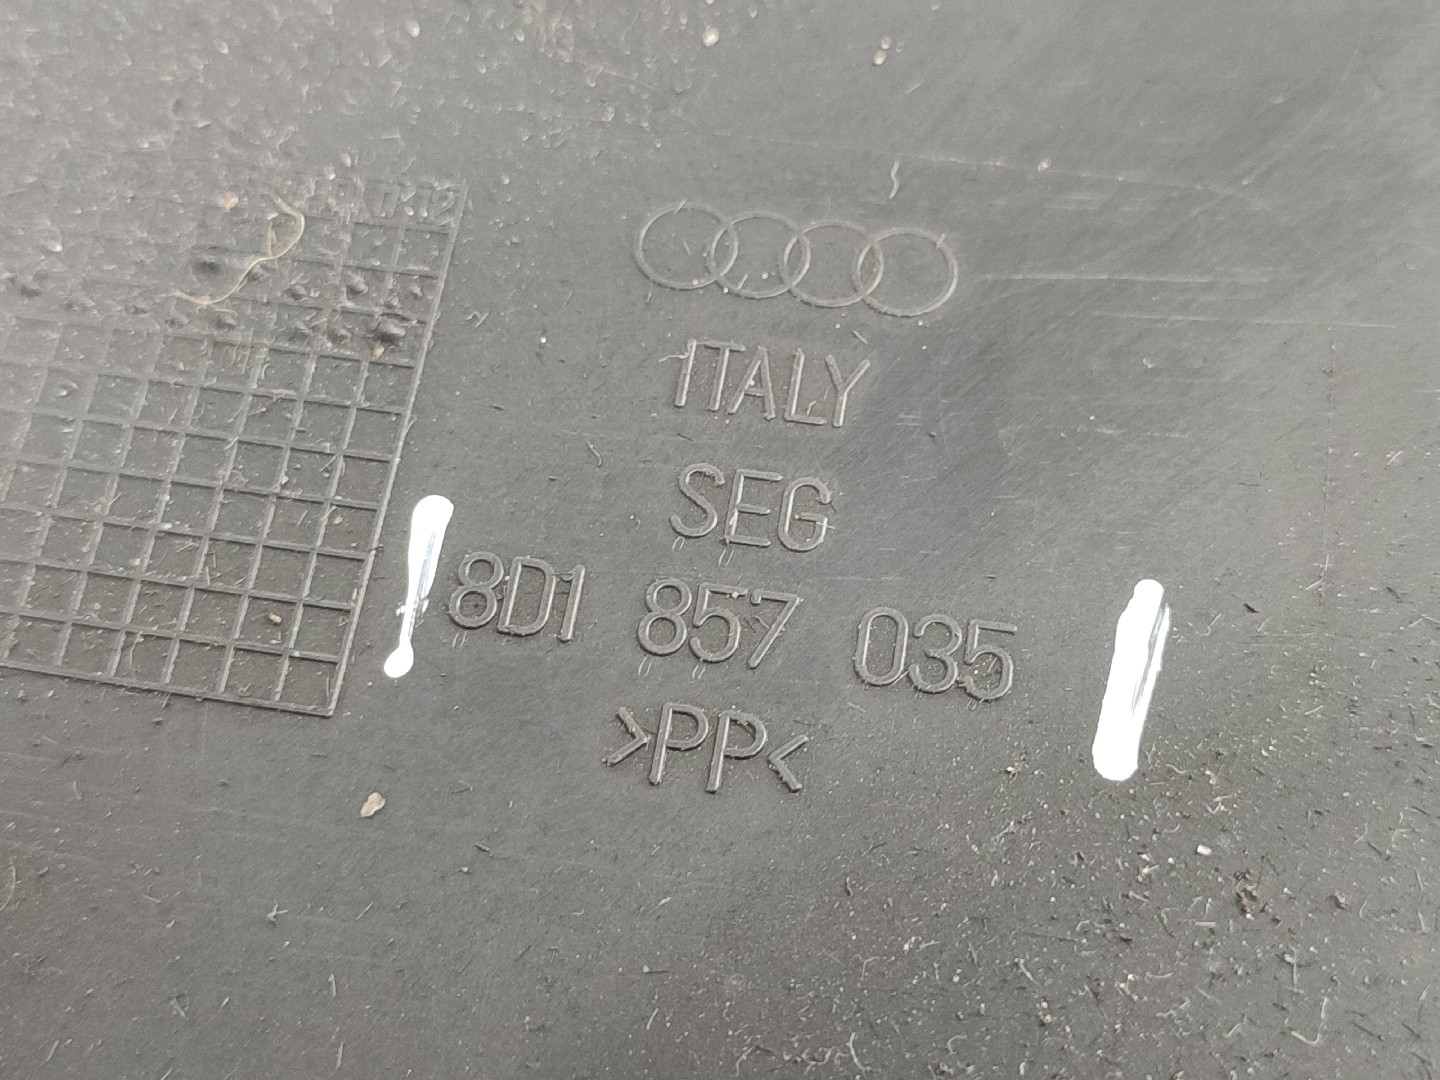 ITALY
SEG
8D1 857 035
>PP<